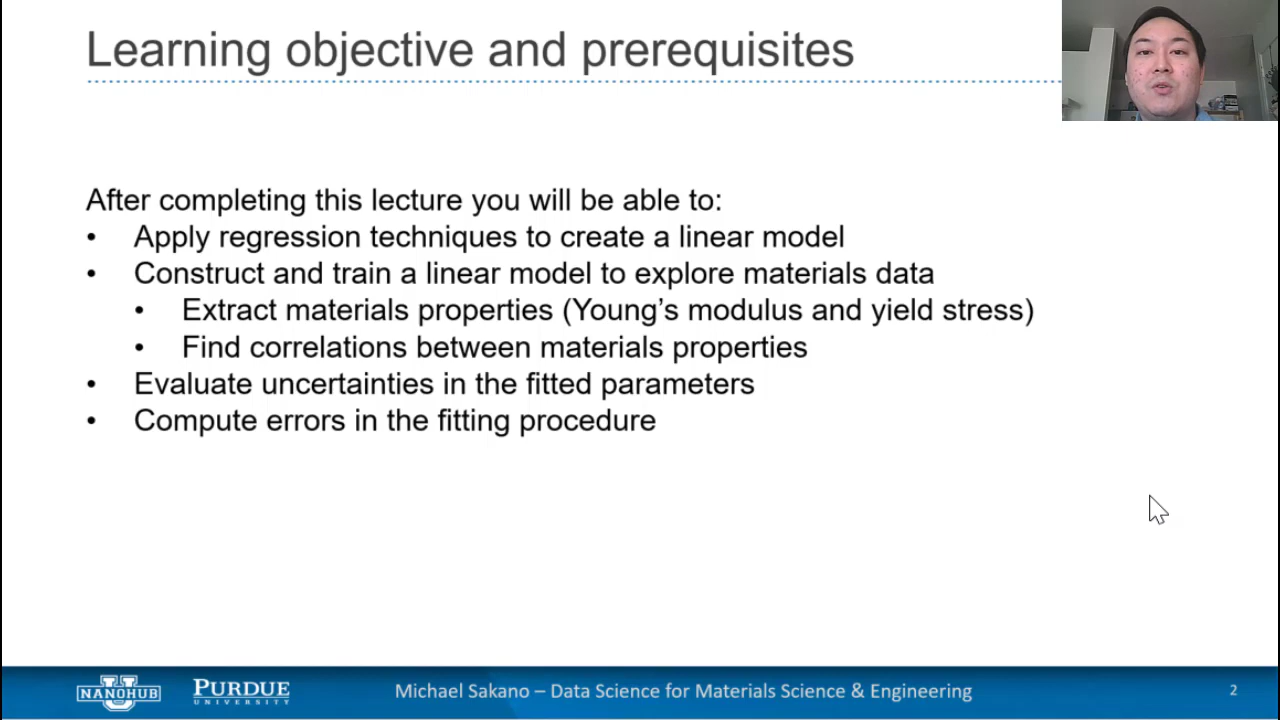 Learning objective and prerequisites
After completing this lecture you will be able to:
• Apply regression techniques to create a linear model
• Construct and train a linear model to explore materials data
• Extract materials properties (Young’s modulus and yield stress)
• Find correlations between materials properties
• Evaluate uncertainties in the fitted parameters
• Compute errors in the fitting procedure
NANOHUB
PURDUE
UNIVERSITY
Michael Sakano – Data Science for Materials Science & Engineering
2